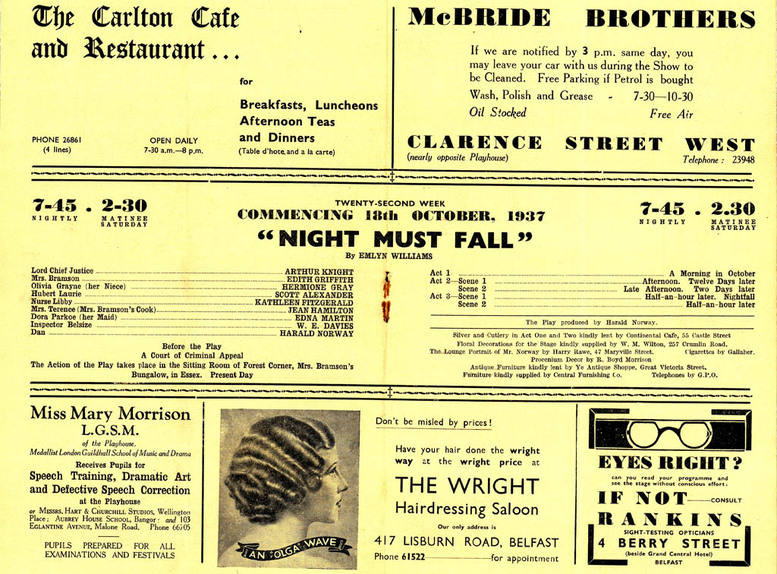 The Carlton Cafe
and Restaurant...
for
Breakfasts, Luncheons
Afternoon Teas
and Dinners
(Table d'hote, and a la carte)
PHONE 26861
(4 lines)
OPEN DAILY
7-30 a.m.—8 p.m.
McBRIDE BROTHERS
If we are notified by 3 p.m. same day, you
may leave your car with us during the Show to
be Cleaned. Free Parking if Petrol is bought
Wash, Polish and Grease - 7-30—10-30
Oil Stocked Free Air
CLARENCE STREET WEST
(nearly opposite Playhouse) Telephone: 23948
7-45 . 2-30
NIGHTLY MATINEE
SATURDAY
TWENTY-SECOND WEEK
COMMENCING 18th OCTOBER, 1937
"NIGHT MUST FALL"
By EMLYN WILLIAMS
7-45 . 2.30
NIGHTLY MATINEE
SATURDAY
Lord Chief Justice ARTHUR KNIGHT
Mrs. Bramson EDITH GRIFFITH
Olivia Grayne (her Niece) HERMIONE GRAY
Hubert Laurie SCOTT ALEXANDER
Nurse Libby KATHLEEN FITZGERALD
Mrs. Terence (Mrs. Bramson's Cook) JEAN HAMILTON
Dora Parkoe (her Maid) EDNA MARTIN
Inspector Belsize W. E. DAVIES
Dan HARALD NORWAY
Before the Play
A Court of Criminal Appeal
The Action of the Play takes place in the Sitting Room of Forest Corner, Mrs. Bramson's
Bungalow, in Essex. Present Day
Act 1 A Morning in October
Act 2—Scene 1 Afternoon. Twelve Days Later
Scene 2 Late Afternoon. Two Days later
Act 3—Scene 1 Half-an-hour later. Nightfall
Scene 2 Half-an-hour later
The Play produced by Harald Norway.
Silver and Cutlery in Act One and Two kindly lent by Continental Cafe, 55 Castle Street
Floral Decorations for the Stage kindly supplied by W. M. Wilton, 257 Crumlin Road.
The Lounge Portrait of Mr. Norway by Harry Rawe, 47 Maryville Street. Cigarettes by Gallaher.
Procenium Decor by R. Boyd Morrison
Antique Furniture kindly lent by Ye Antique Shoppe, Great Victoria Street.
Furniture kindly supplied by Central Furnishing Co. Telephones by G.P.O.
Miss Mary Morrison
L.G.S.M.
of the Playhouse.
Medallist London Guildhall School of Music and Drama
Receives Pupils for
Speech Training, Dramatic Art
and Defective Speech Correction
at the Playhouse
or MESSRS. HART & CHURCHILL STUDIOS, Wellington
Place; AUBREY HOUSE SCHOOL, Bangor: and 103
EGLANTINE AVENUE, Malone Road. Phone 66705
PUPILS PREPARED FOR ALL
EXAMINATIONS AND FESTIVALS
AN "OLGA" WAVE!
Don't be misled by prices!
Have your hair done the wright
way at the wright price at
THE WRIGHT
Hairdressing Saloon
Our only address is
417 LISBURN ROAD, BELFAST
Phone 61522 for appointment
EYES RIGHT?
can you read your programme and
see the stage without conscious effort:
IF NOT CONSULT
RANKINS
SIGHT-TESTING OPTICIANS
4 BERRY STREET
(beside Grand Central Hotel)
BELFAST